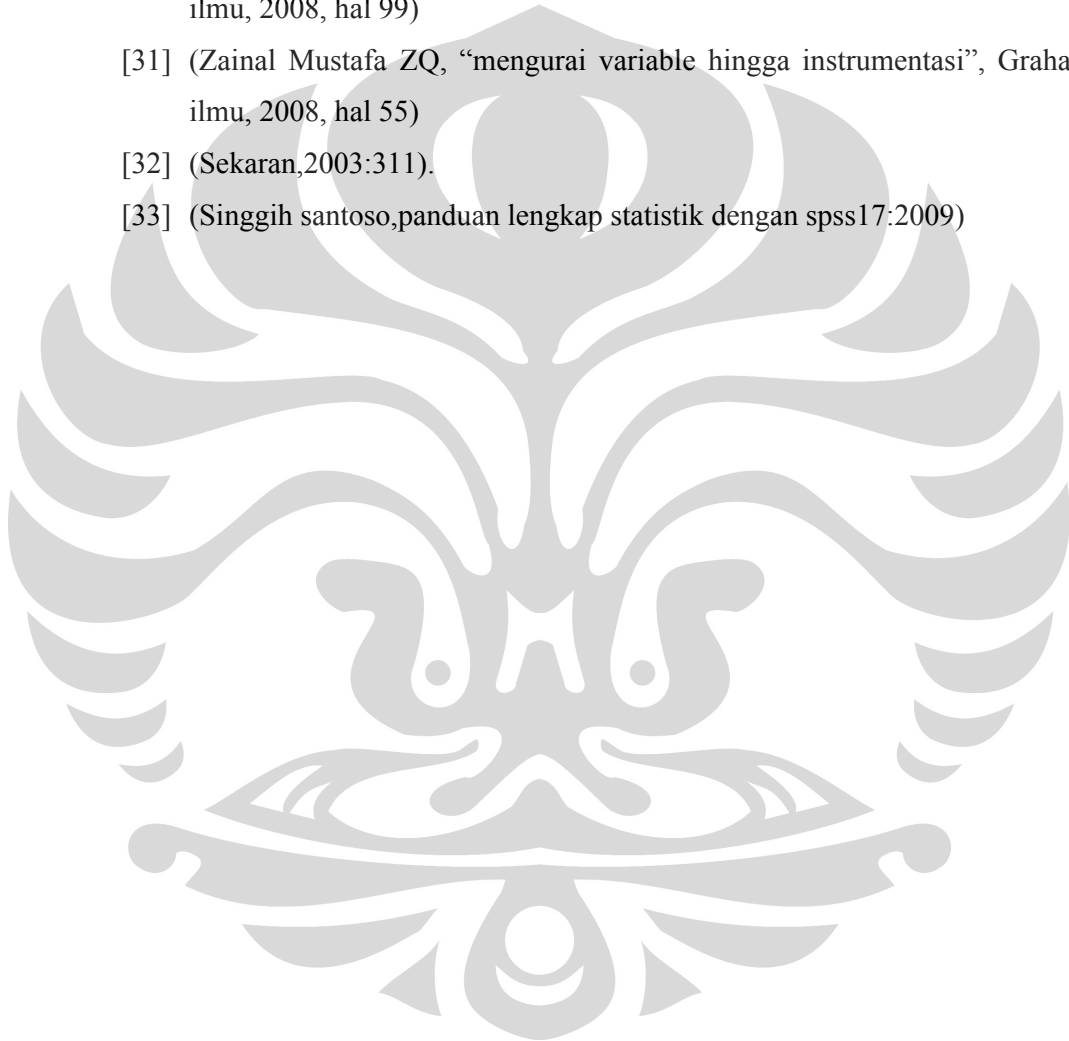 ilmu, 2008, hal 99)
[31] (Zainal Mustafa ZQ, “mengurai variable hingga instrumentasi”, Graha
ilmu, 2008, hal 55)
[32] (Sekaran,2003:311).
[33] (Singgih santoso,panduan lengkap statistik dengan spss17:2009)